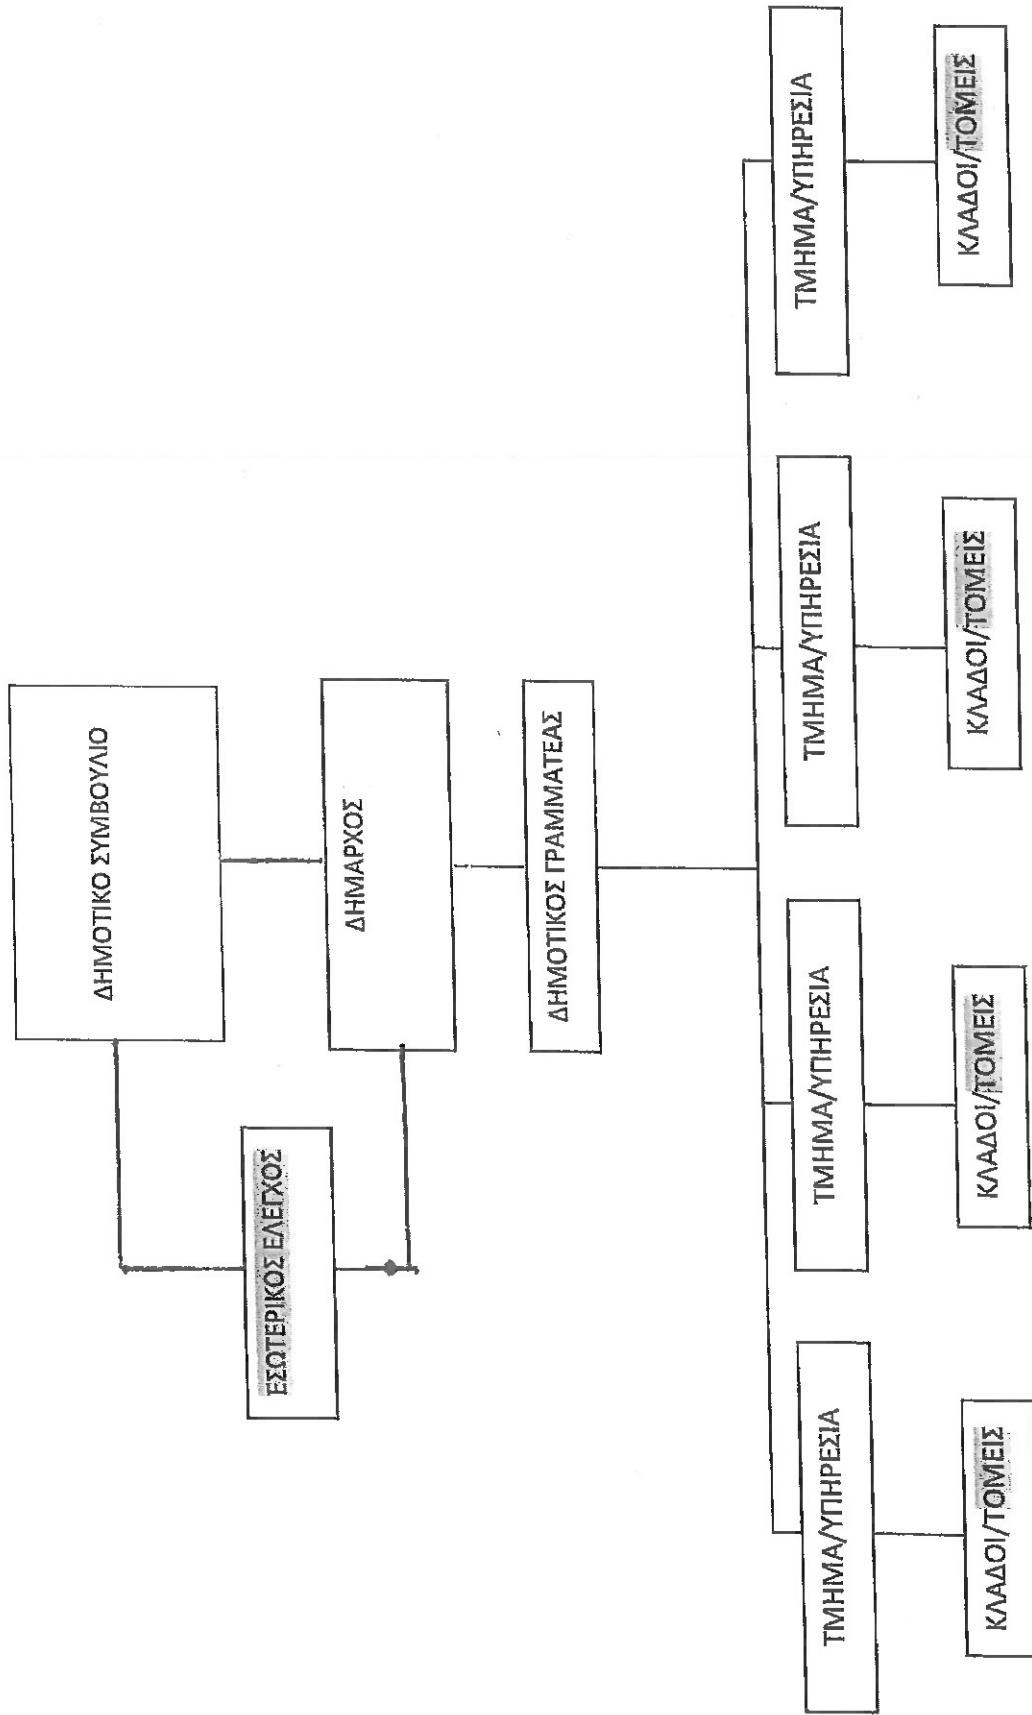 ΔΗΜΟΤΙΚΟ ΣΥΜΒΟΥΛΙΟ
ΕΣΩΤΕΡΙΚΟΣ ΕΛΕΓΧΟΣ
ΔΗΜΑΡΧΟΣ
ΔΗΜΟΤΙΚΟΣ ΓΡΑΜΜΑΤΕΑΣ
ΤΜΗΜΑ/ΥΠΗΡΕΣΙΑ
ΤΜΗΜΑ/ΥΠΗΡΕΣΙΑ
ΤΜΗΜΑ/ΥΠΗΡΕΣΙΑ
ΤΜΗΜΑ/ΥΠΗΡΕΣΙΑ
ΚΛΑΔΟΙ/ΤΟΜΕΙΣ
ΚΛΑΔΟΙ/ΤΟΜΕΙΣ
ΚΛΑΔΟΙ/ΤΟΜΕΙΣ
ΚΛΑΔΟΙ/ΤΟΜΕΙΣ